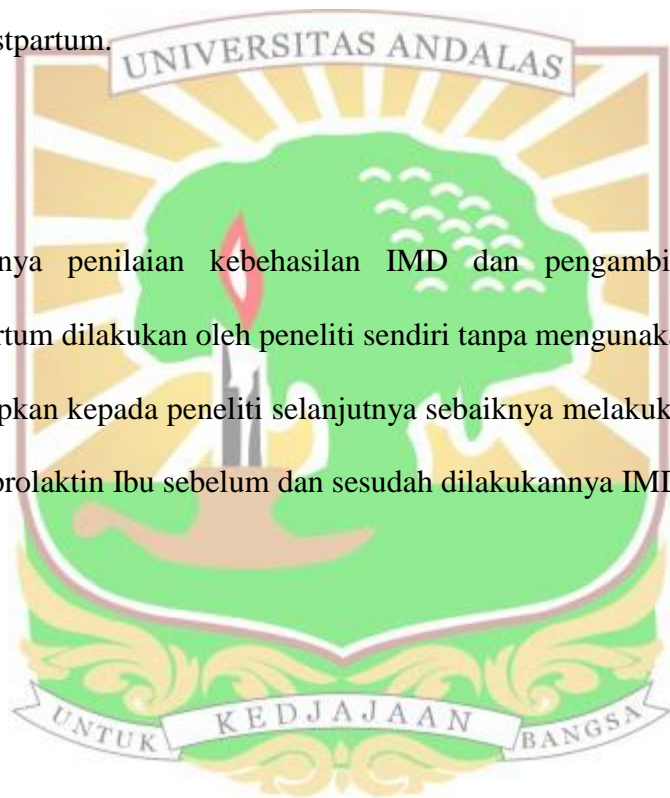 stpartum.
UNIVERSITAS ANDALAS
nya penilaian kebehasilan IMD dan pengambi
rtum dilakukan oleh peneliti sendiri tanpa mengunaka
pkan kepada peneliti selanjutnya sebaiknya melakuk
prolaktin Ibu sebelum dan sesudah dilakukannya IMD
UNTUK KEDJAJAAN BANGSA